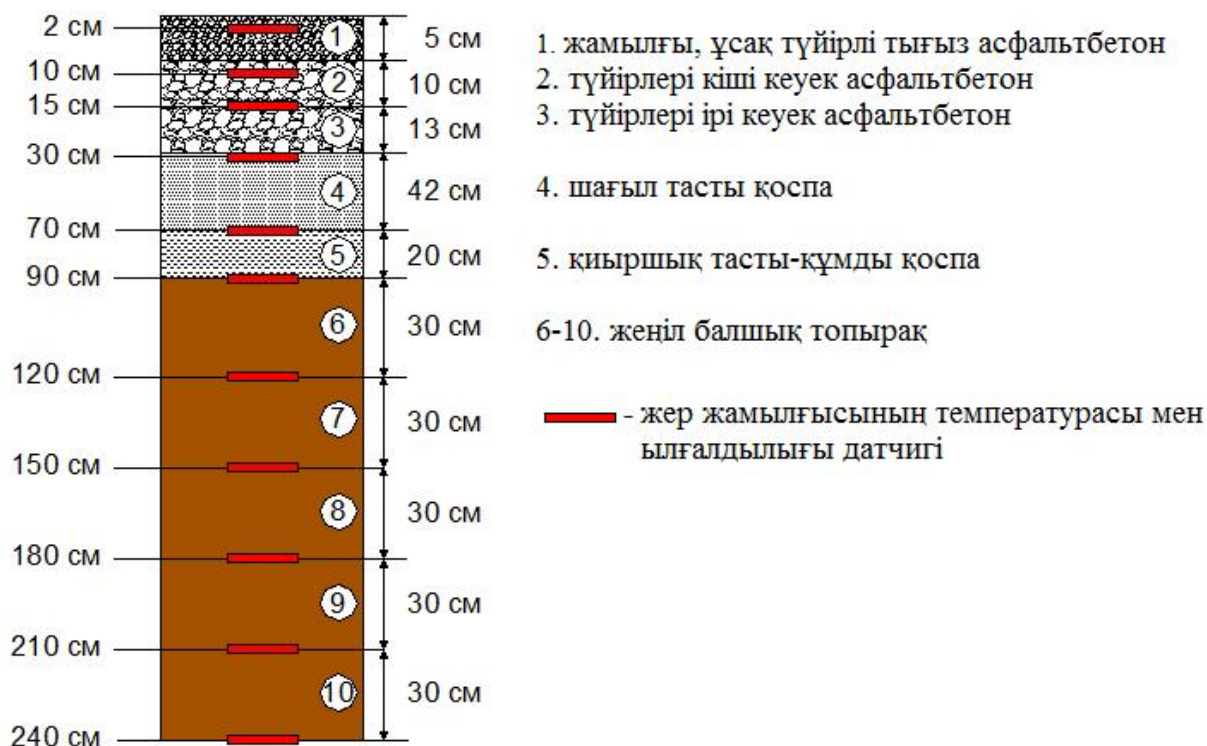 2 см
10 см
15 см
30 см
70 см
90 см
120 см
150 см
180 см
210 см
240 см
1
2
3
4
5
6
7
8
9
10
5 см
10 см
13 см
42 см
20 см
30 см
30 см
30 см
30 см
30 см
1. жамылғы, ұсақ түйірлі тығыз асфальтбетон
2. түйірлері кіші кеуек асфальтбетон
3. түйірлері ірі кеуек асфальтбетон
4. шағыл тасты қоспа
5. қиыршық тасты-құмды қоспа
6-10. жеңіл балшық топырақ
- жер жамылғысының температурасы мен
ылғалдылығы датчигі